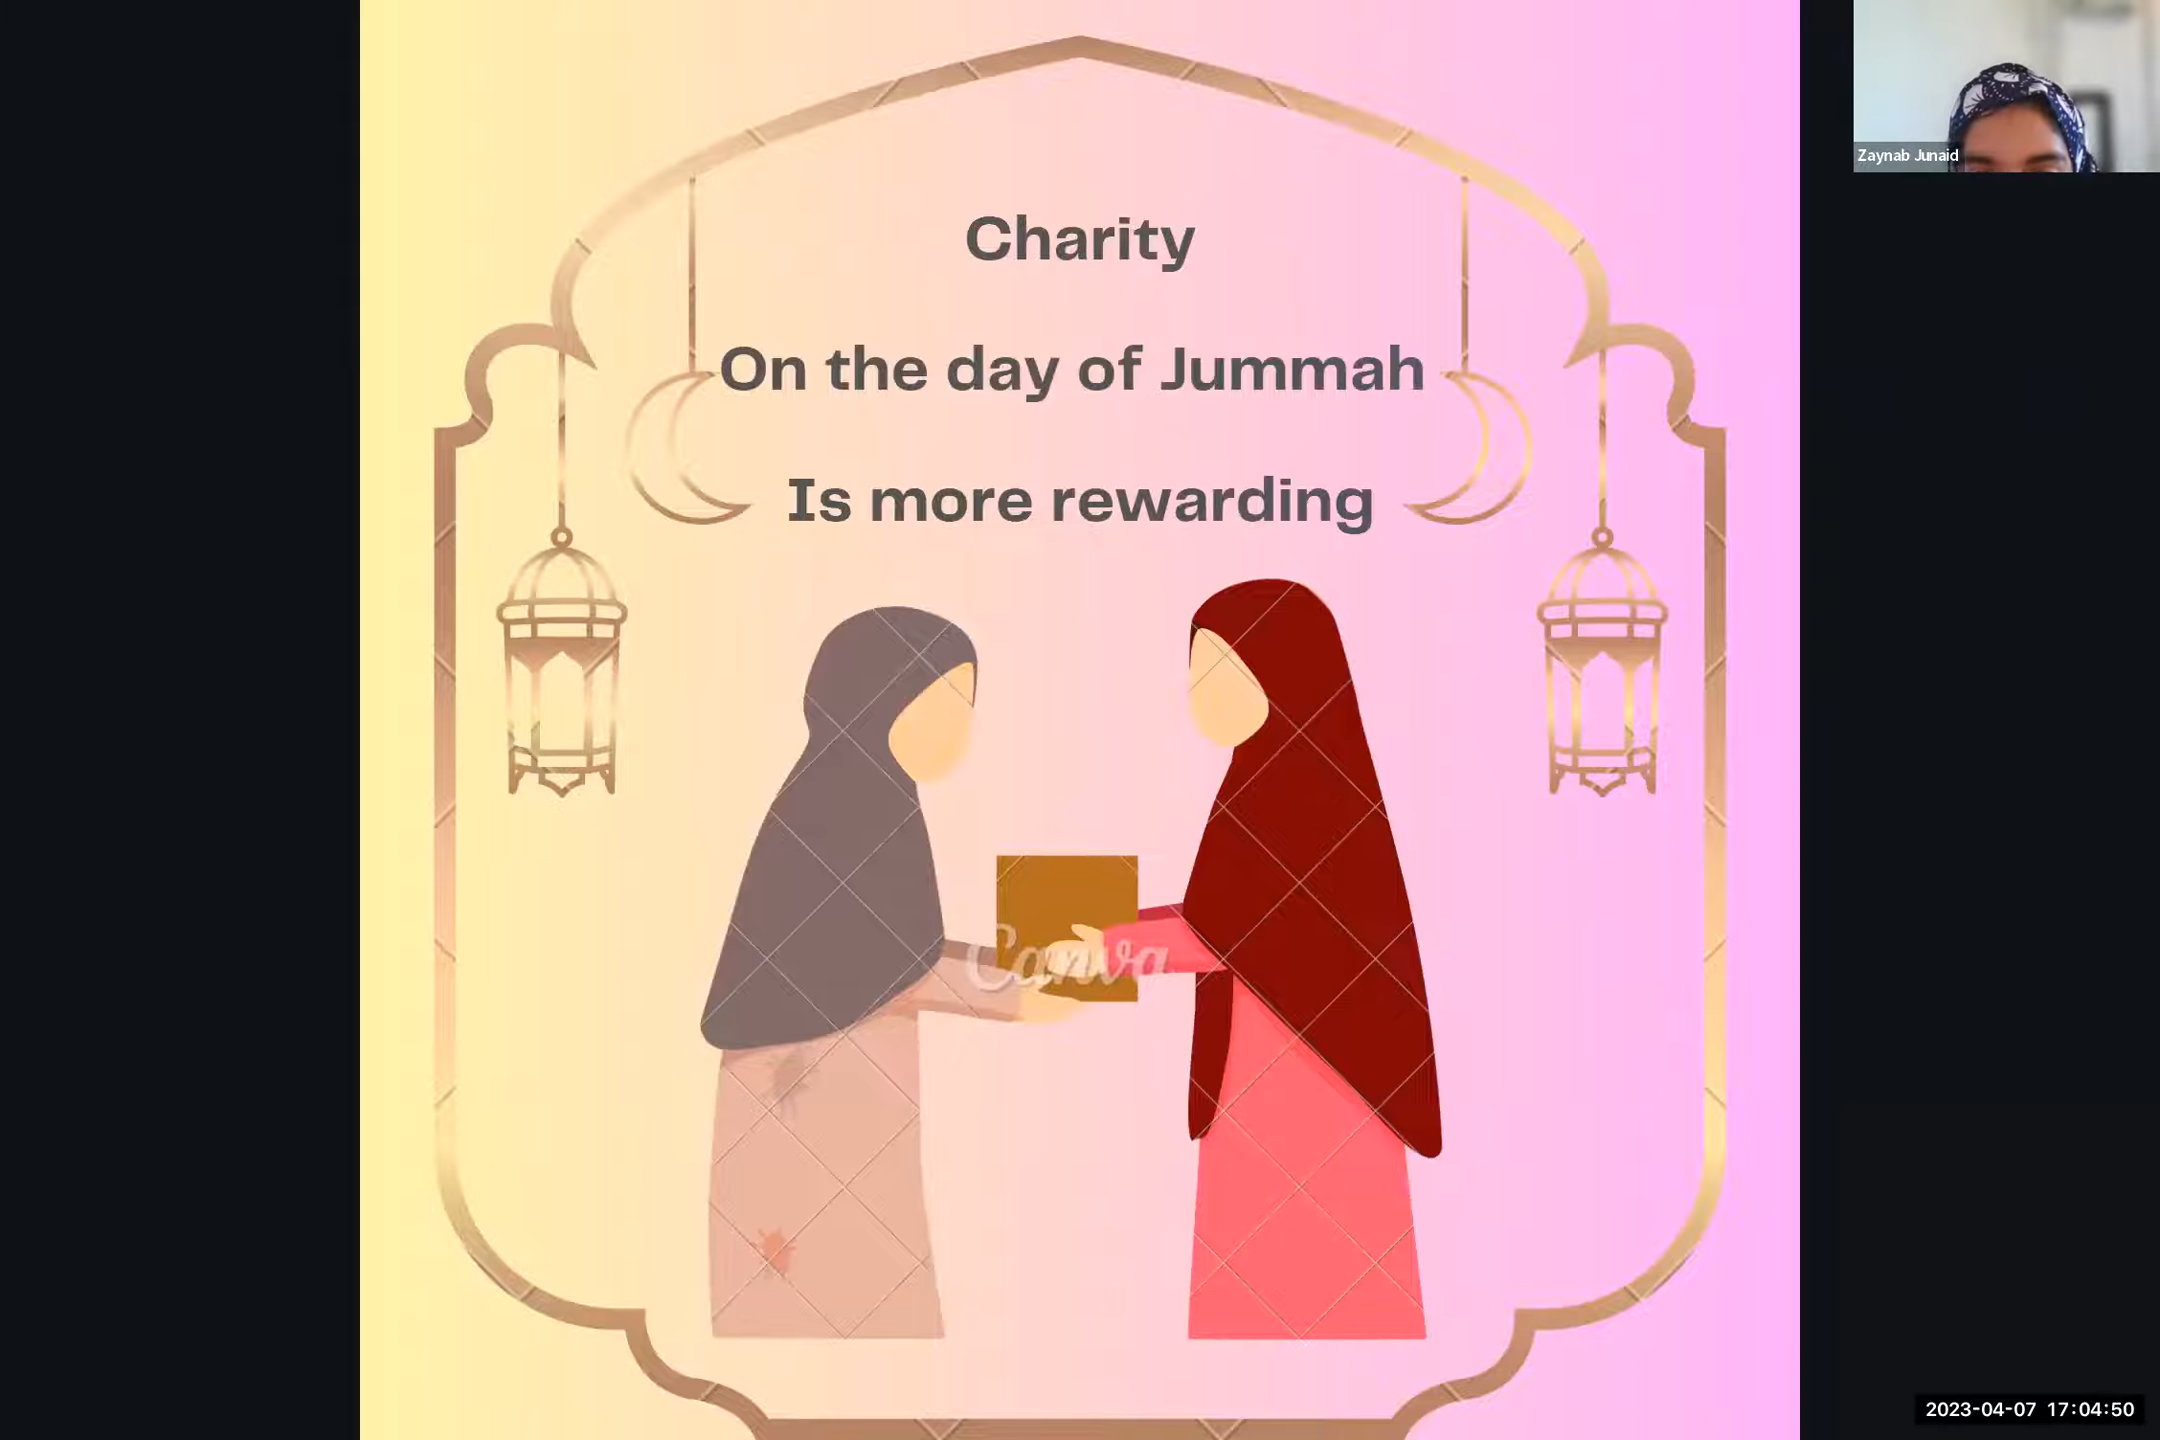 Charity
On the day of Jummah
Is more rewarding
Canva
Zaynab Junaid
2023-04-07 17:04:50